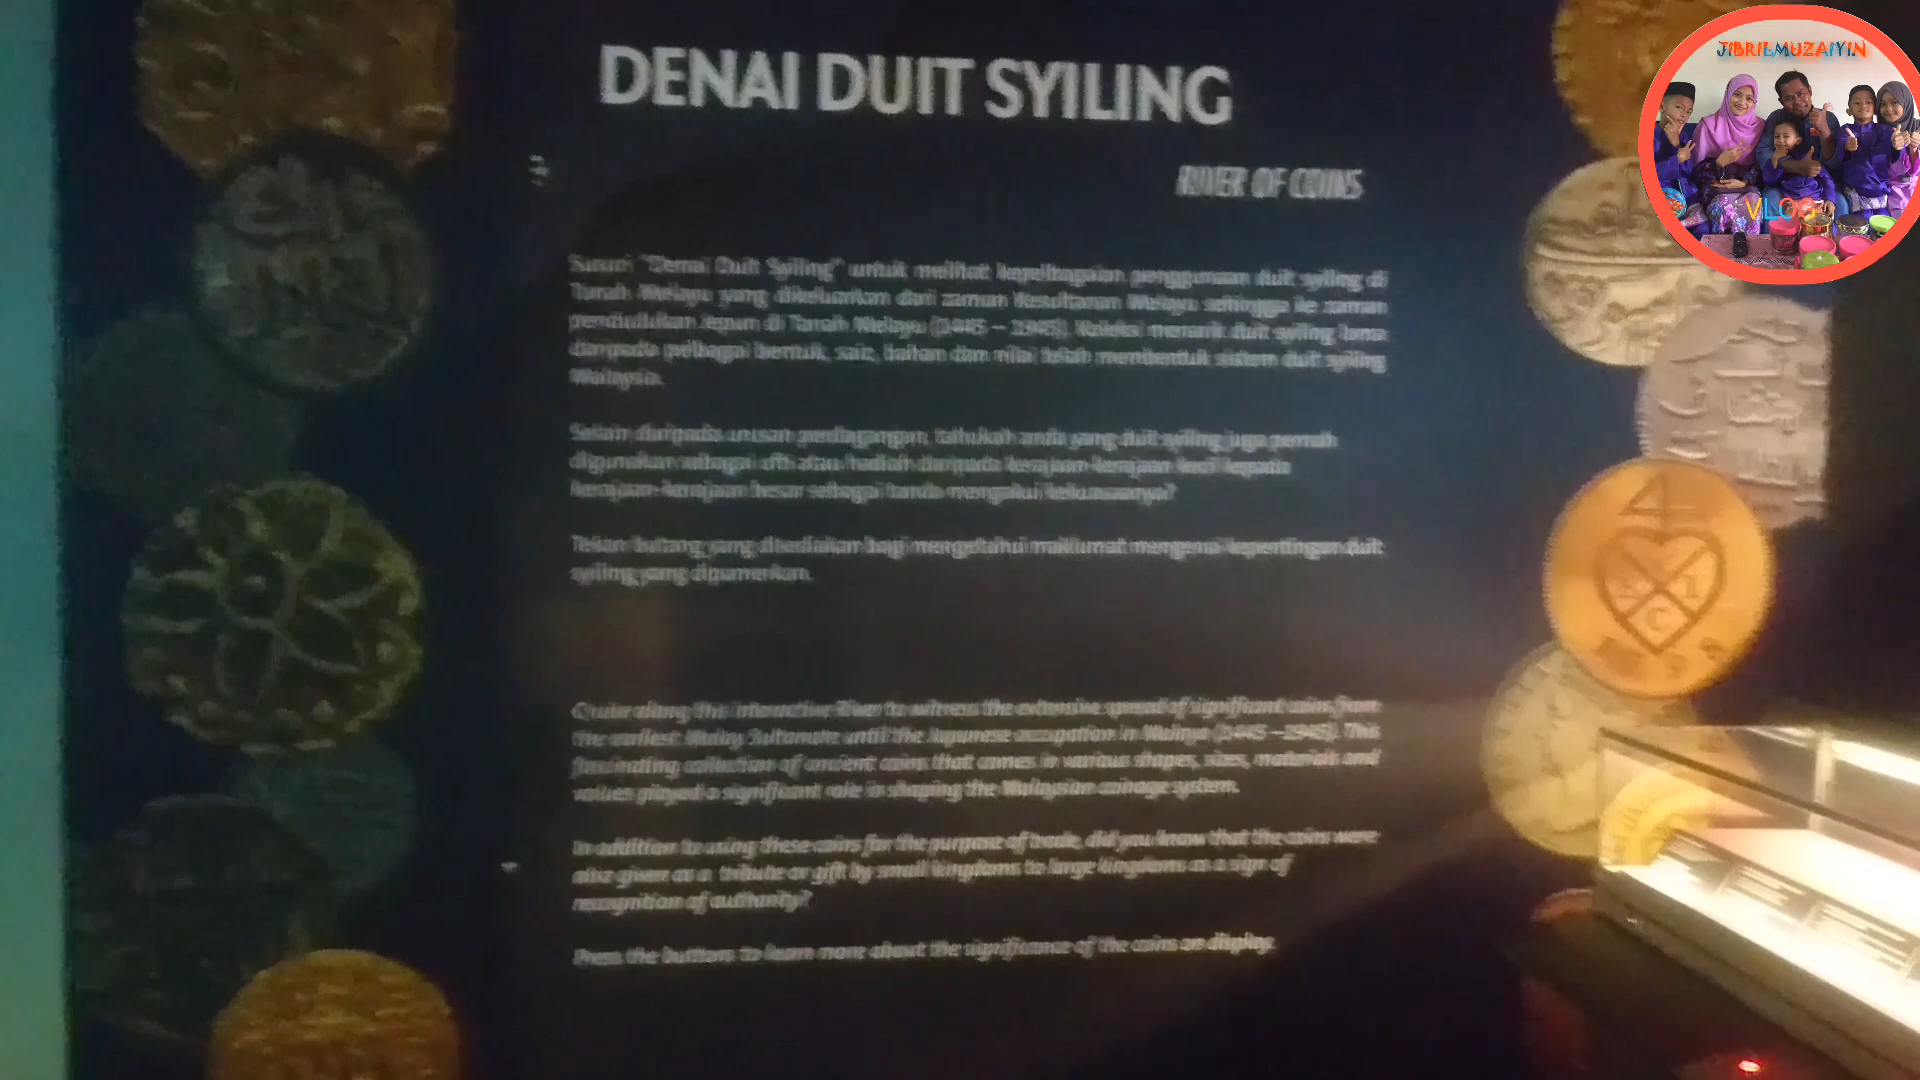 JIBRILMUZAIYIN
VLOG
DENAI DUIT SYILING
RIVER OF COINS
Susuri "Denai Duit Syiling" untuk melihat kepelbagaian penggunaan duit syiling di
Tanah Melayu yang dikeluarkan dari zaman Kesultanan Melayu sehingga ke zaman
pendudukan Jepun di Tanah Melayu (1445 – 1945). Koleksi menarik duit syiling lama
daripada pelbagai bentuk, saiz, bahan dan nilai telah membentuk sistem duit syiling
Malaysia.
Selain daripada urusan perdagangan, tahukah anda yang duit syiling juga pernah
digunakan sebagai ufti atau hadiah daripada kerajaan-kerajaan kecil kepada
kerajaan-kerajaan besar sebagai tanda mengakui kekuasaannya?
Tekan butang yang disediakan bagi mengetahui maklumat mengenai kepentingan duit
syiling yang dipamerkan.
Cruise along this interactive River to witness the extensive spread of significant coins from
the earliest Malay Sultanate until the Japanese occupation in Malaya (1445 – 1945). This
fascinating collection of ancient coins that comes in various shapes, sizes, materials and
values played a significant role in shaping the Malaysian coinage system.
In addition to using these coins for the purpose of trade, did you know that the coins were
also given as a tribute or gift by small kingdoms to large kingdoms as a sign of
recognition of authority?
Press the buttons to learn more about the significance of the coins on display.
4
C 1